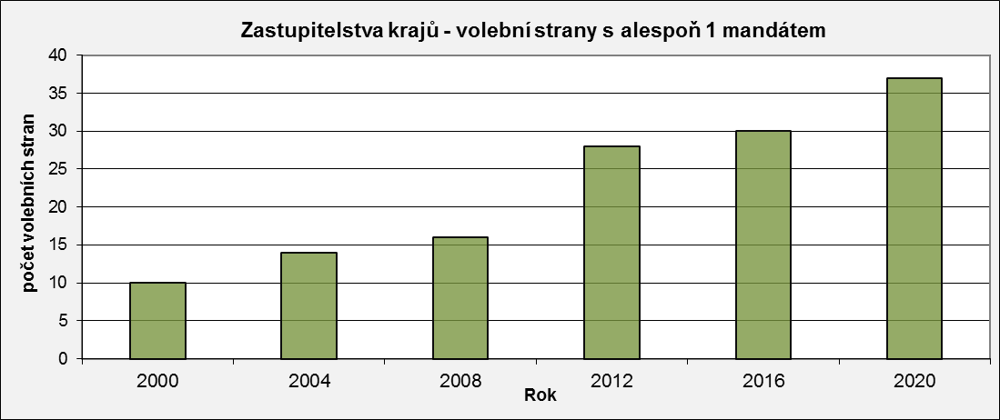 Zastupitelstva krajů - volební strany s alespoň 1 mandátem
počet volebních stran
40
35
30
25
20
15
10
5
0
2000 2004 2008 2012 2016 2020
Rok